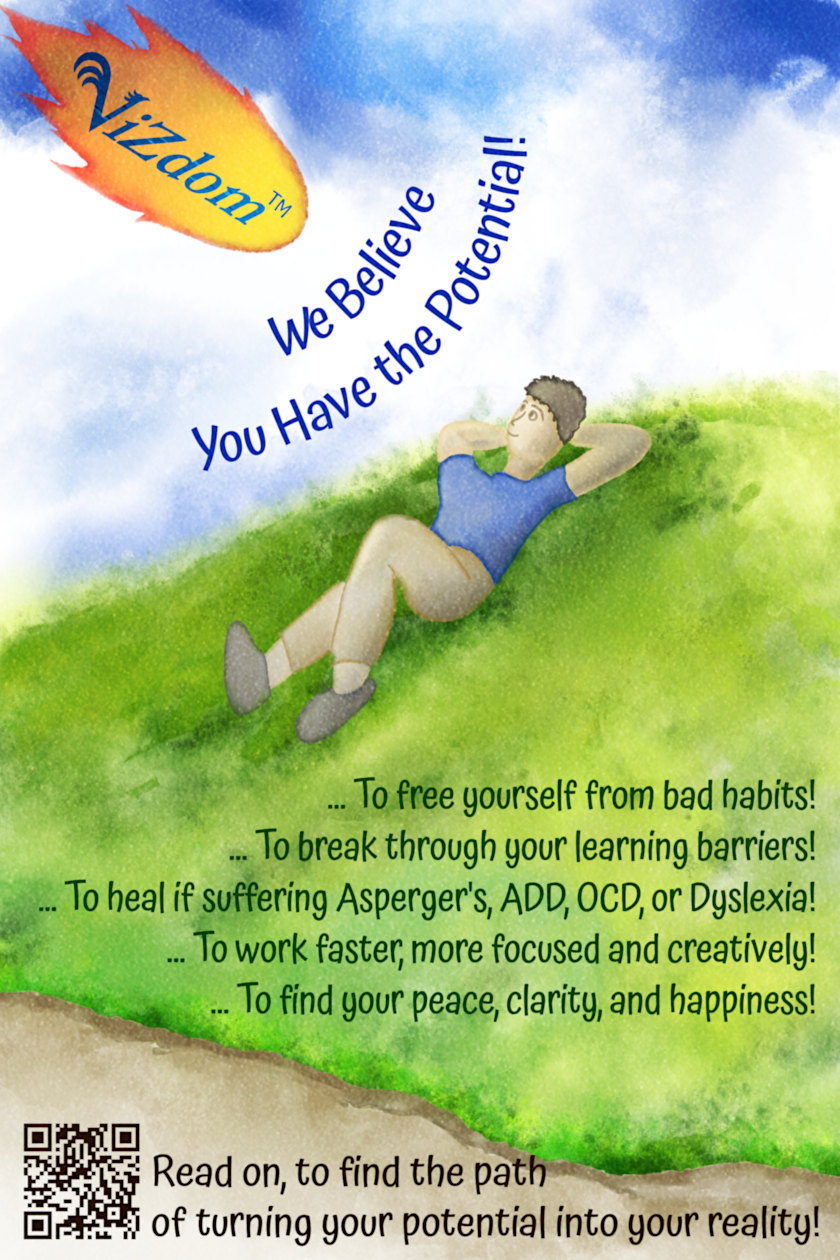 ViZdom™
We Believe
You Have the Potential!
... To free yourself from bad habits!
... To break through your learning barriers!
... To heal if suffering Asperger's, ADD, OCD, or Dyslexia!
... To work faster, more focused and creatively!
... To find your peace, clarity, and happiness!
Read on, to find the path
of turning your potential into your reality!